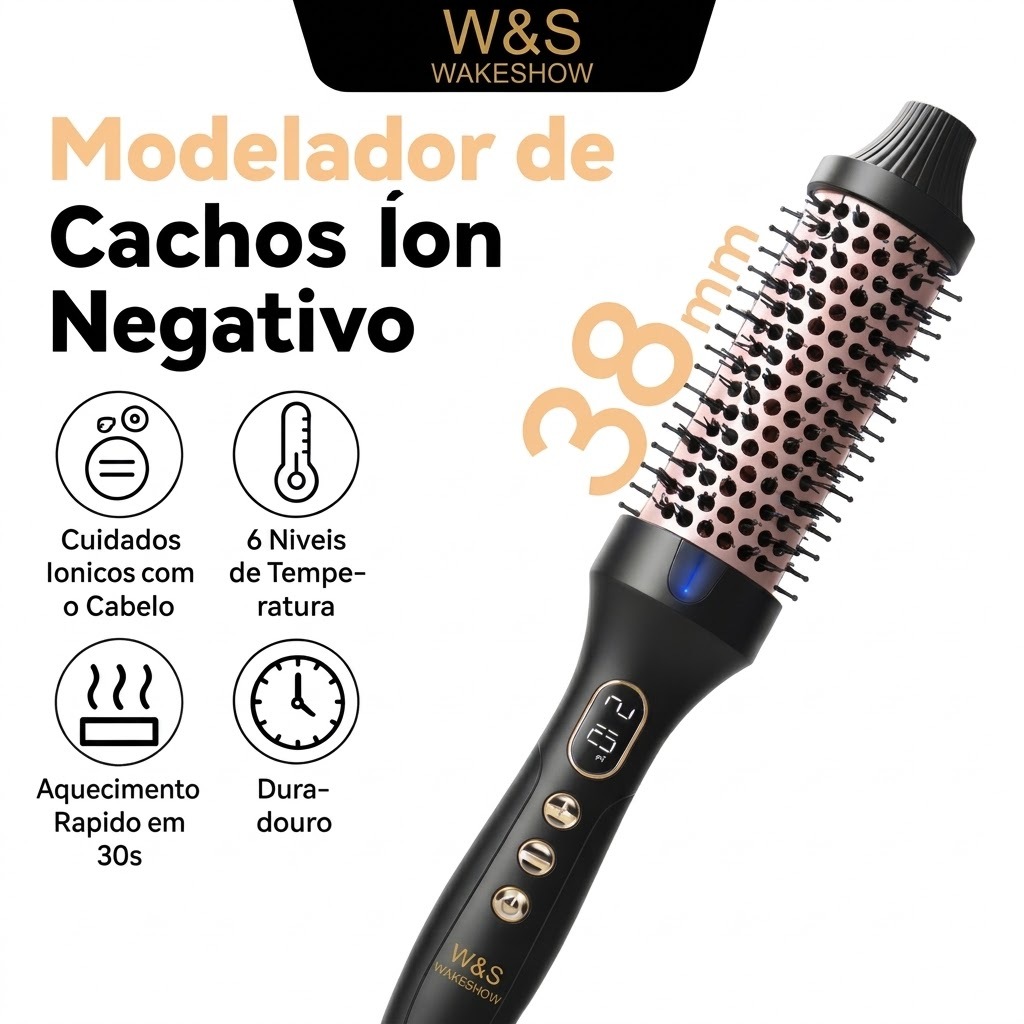 W&S
WAKESHOW
Modelador de
Cachos Íon
Negativo
38mm
Cuidados
Ionicos com
o Cabelo
6 Niveis
de Tempe-
ratura
Aquecimento
Rapido em
30s
Dura-
douro
W&S
WAKESHOW